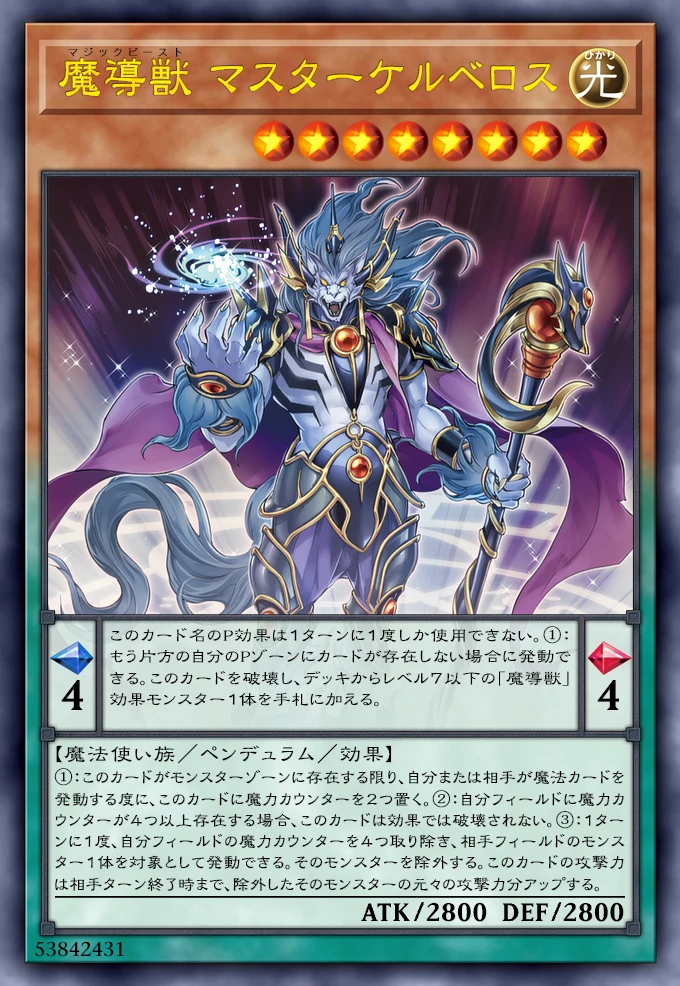 マジックビースト
魔導獣 マスターケルベロス
ひかり
光
このカード名のP効果は1ターンに1度しか使用できない。①:
もう片方の自分のPゾーンにカードが存在しない場合に発動で
きる。このカードを破壊し、デッキからレベル7以下の「魔導獣」
効果モンスター1体を手札に加える。
4
4
【魔法使い族／ペンデュラム／効果】
①:このカードがモンスターゾーンに存在する限り、自分または相手が魔法カードを
発動する度に、このカードに魔力カウンターを2つ置く。②:自分フィールドに魔力カ
ウンターが4つ以上存在する場合、このカードは効果では破壊されない。③:1ター
ンに1度、自分フィールドの魔力カウンターを4つ取り除き、相手フィールドのモンス
ター1体を対象として発動できる。そのモンスターを除外する。このカードの攻撃力
は相手ターン終了時まで、除外したそのモンスターの元々の攻撃力分アップする。
ATK/2800 DEF/2800
53842431